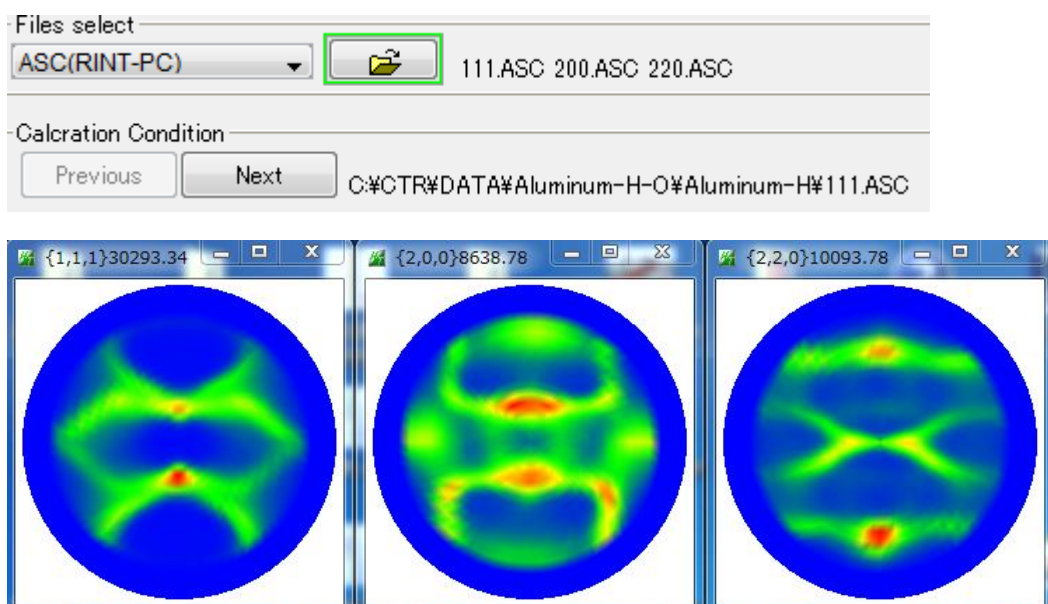 Files select
ASC(RINT-PC)
111.ASC 200.ASC 220.ASC
Calcration Condition
Previous Next C:¥CTR¥DATA¥Aluminum-H-O¥Aluminum-H¥111.ASC
{1,1,1}30293.34 {2,0,0}8638.78 {2,2,0}10093.78